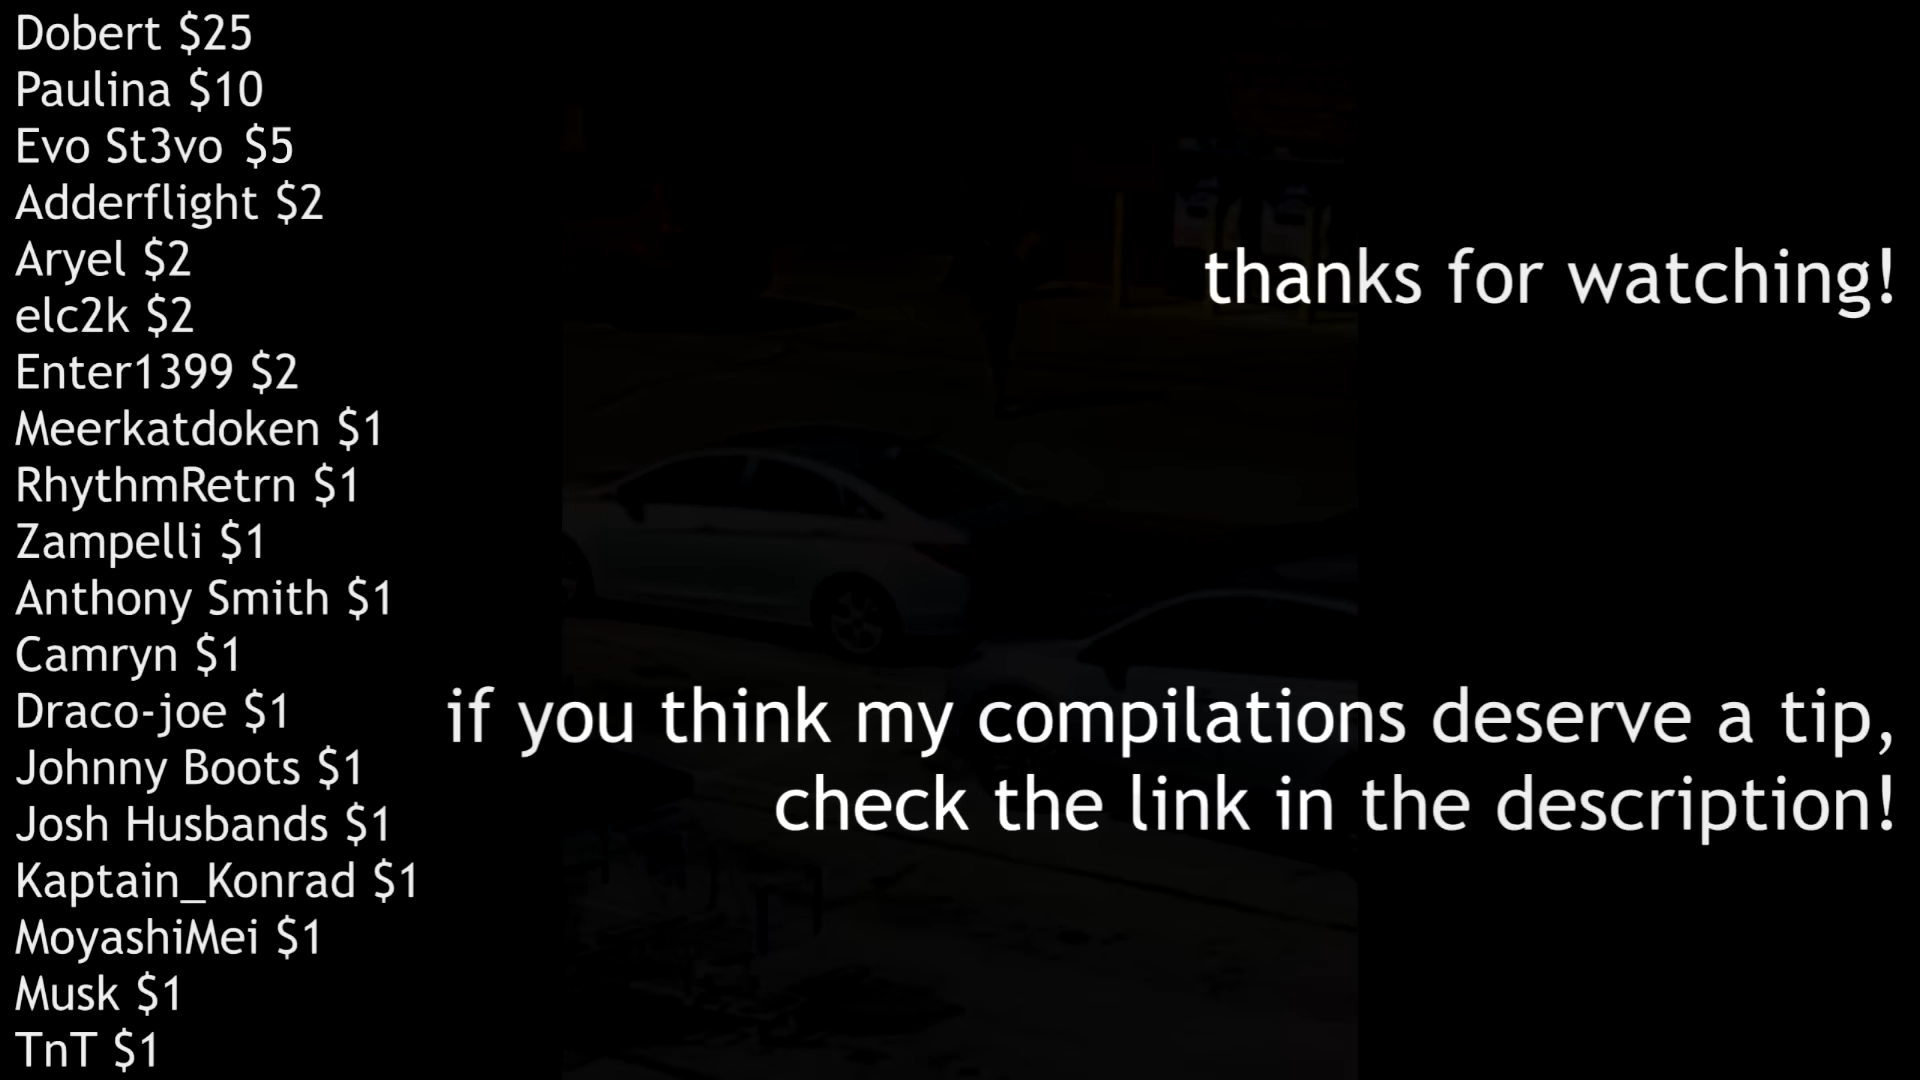 Dobert $25
Paulina $10
Evo St3vo $5
Adderflight $2
Aryel $2
elc2k $2
Enter1399 $2
Meerkatdoken $1
RhythmRetrn $1
Zampelli $1
Anthony Smith $1
Camryn $1
Draco-joe $1
Johnny Boots $1
Josh Husbands $1
Kaptain_Konrad $1
MoyashiMei $1
Musk $1
TnT $1
thanks for watching!
if you think my compilations deserve a tip,
check the link in the description!